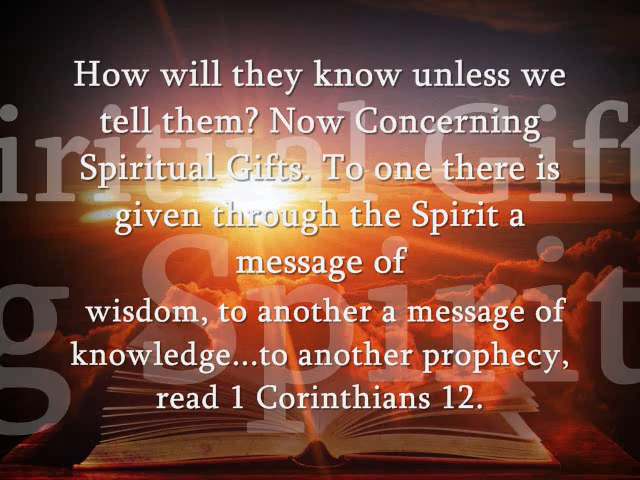 How will they know unless we
tell them? Now Concerning
Spiritual Gifts. To one there is
given through the Spirit a
message of
wisdom, to another a message of
knowledge...to another prophecy,
read 1 Corinthians 12.